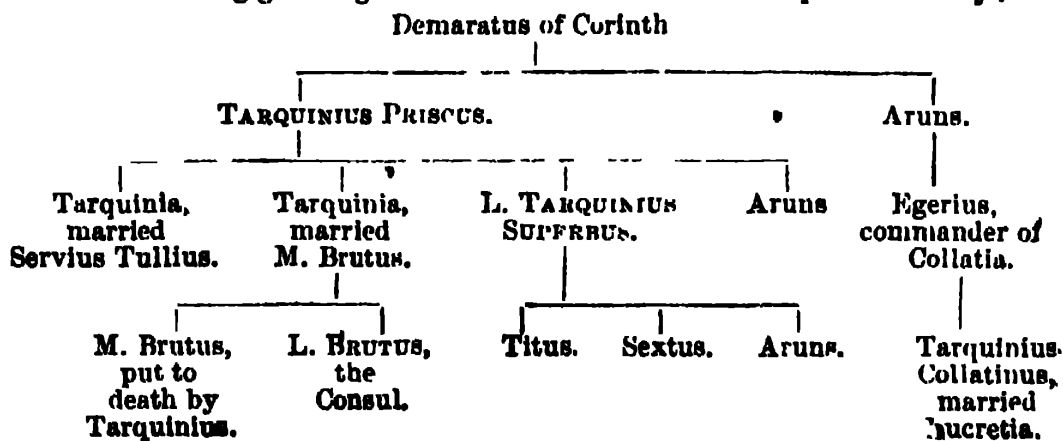 Demaratus of Corinth
TARQUINIUS PRISCUS. Aruns.
Tarquinia, married Servius Tullius.
Tarquinia, married M. Brutus.
L. TARQUINIUS SUPERBUS.
Aruns
Egerius, commander of Collatia.
M. Brutus, put to death by Tarquinius.
L. BRUTUS, the Consul.
Titus. Sextus. Aruns.
Tarquinius Collatinus, married Lucretia.